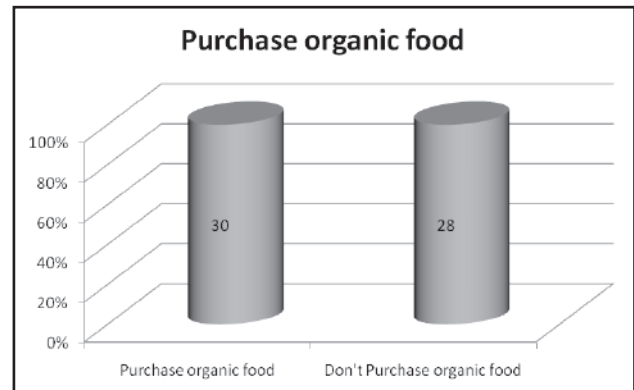 Purchase organic food
100%
80%
60%
40%
20%
0%
30
28
Purchase organic food
Don't Purchase organic food